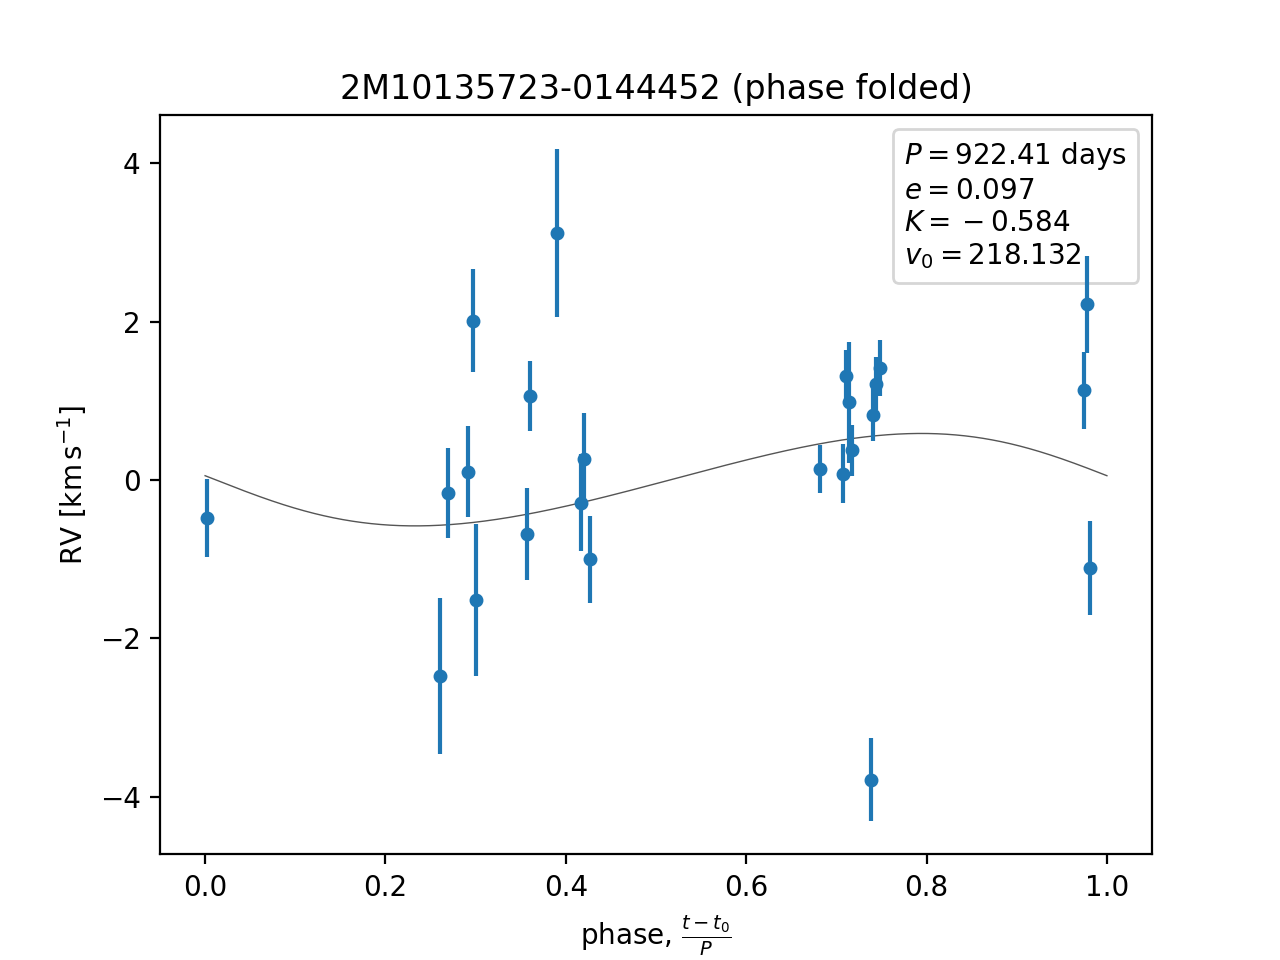 2M10135723-0144452 (phase folded)
P = 922.41 days
e = 0.097
K = −0.584
v₀ = 218.132
4
2
0
−2
−4
RV [km s⁻¹]
0.0 0.2 0.4 0.6 0.8 1.0
phase, (t − t₀)/P